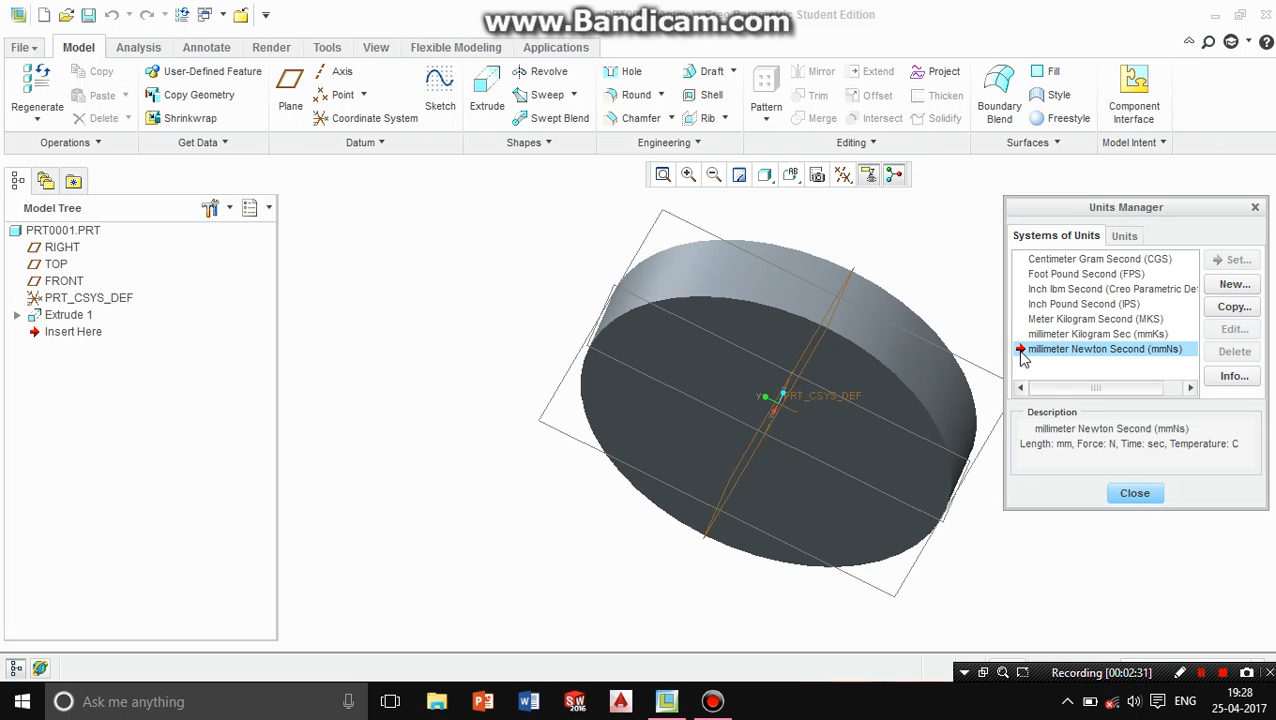 www.Bandicam.com
Creo Parametric Student Edition
File
Model
Analysis
Annotate
Render
Tools
View
Flexible Modeling
Applications
Regenerate
Copy
Paste
Delete
User-Defined Feature
Copy Geometry
Shrinkwrap
Plane
Axis
Point
Coordinate System
Sketch
Extrude
Revolve
Sweep
Swept Blend
Hole
Round
Chamfer
Draft
Shell
Rib
Pattern
Mirror
Trim
Merge
Extend
Offset
Intersect
Project
Thicken
Solidify
Boundary
Blend
Fill
Style
Freestyle
Component
Interface
Operations
Get Data
Datum
Shapes
Engineering
Editing
Surfaces
Model Intent
Model Tree
PRT0001.PRT
RIGHT
TOP
FRONT
PRT_CSYS_DEF
Extrude 1
Insert Here
y
PRT_CSYS_DEF
Units Manager
Systems of Units
Units
Centimeter Gram Second (CGS)
Foot Pound Second (FPS)
Inch lbm Second (Creo Parametric De
Inch Pound Second (IPS)
Meter Kilogram Second (MKS)
millimeter Kilogram Sec (mmKs)
millimeter Newton Second (mmNs)
Set...
New...
Copy...
Edit...
Delete
Info...
Description
millimeter Newton Second (mmNs)
Length: mm, Force: N, Time: sec, Temperature: C
Close
Recording [00:02:31]
Ask me anything
SW
2016
ENG
19:28
25-04-2017